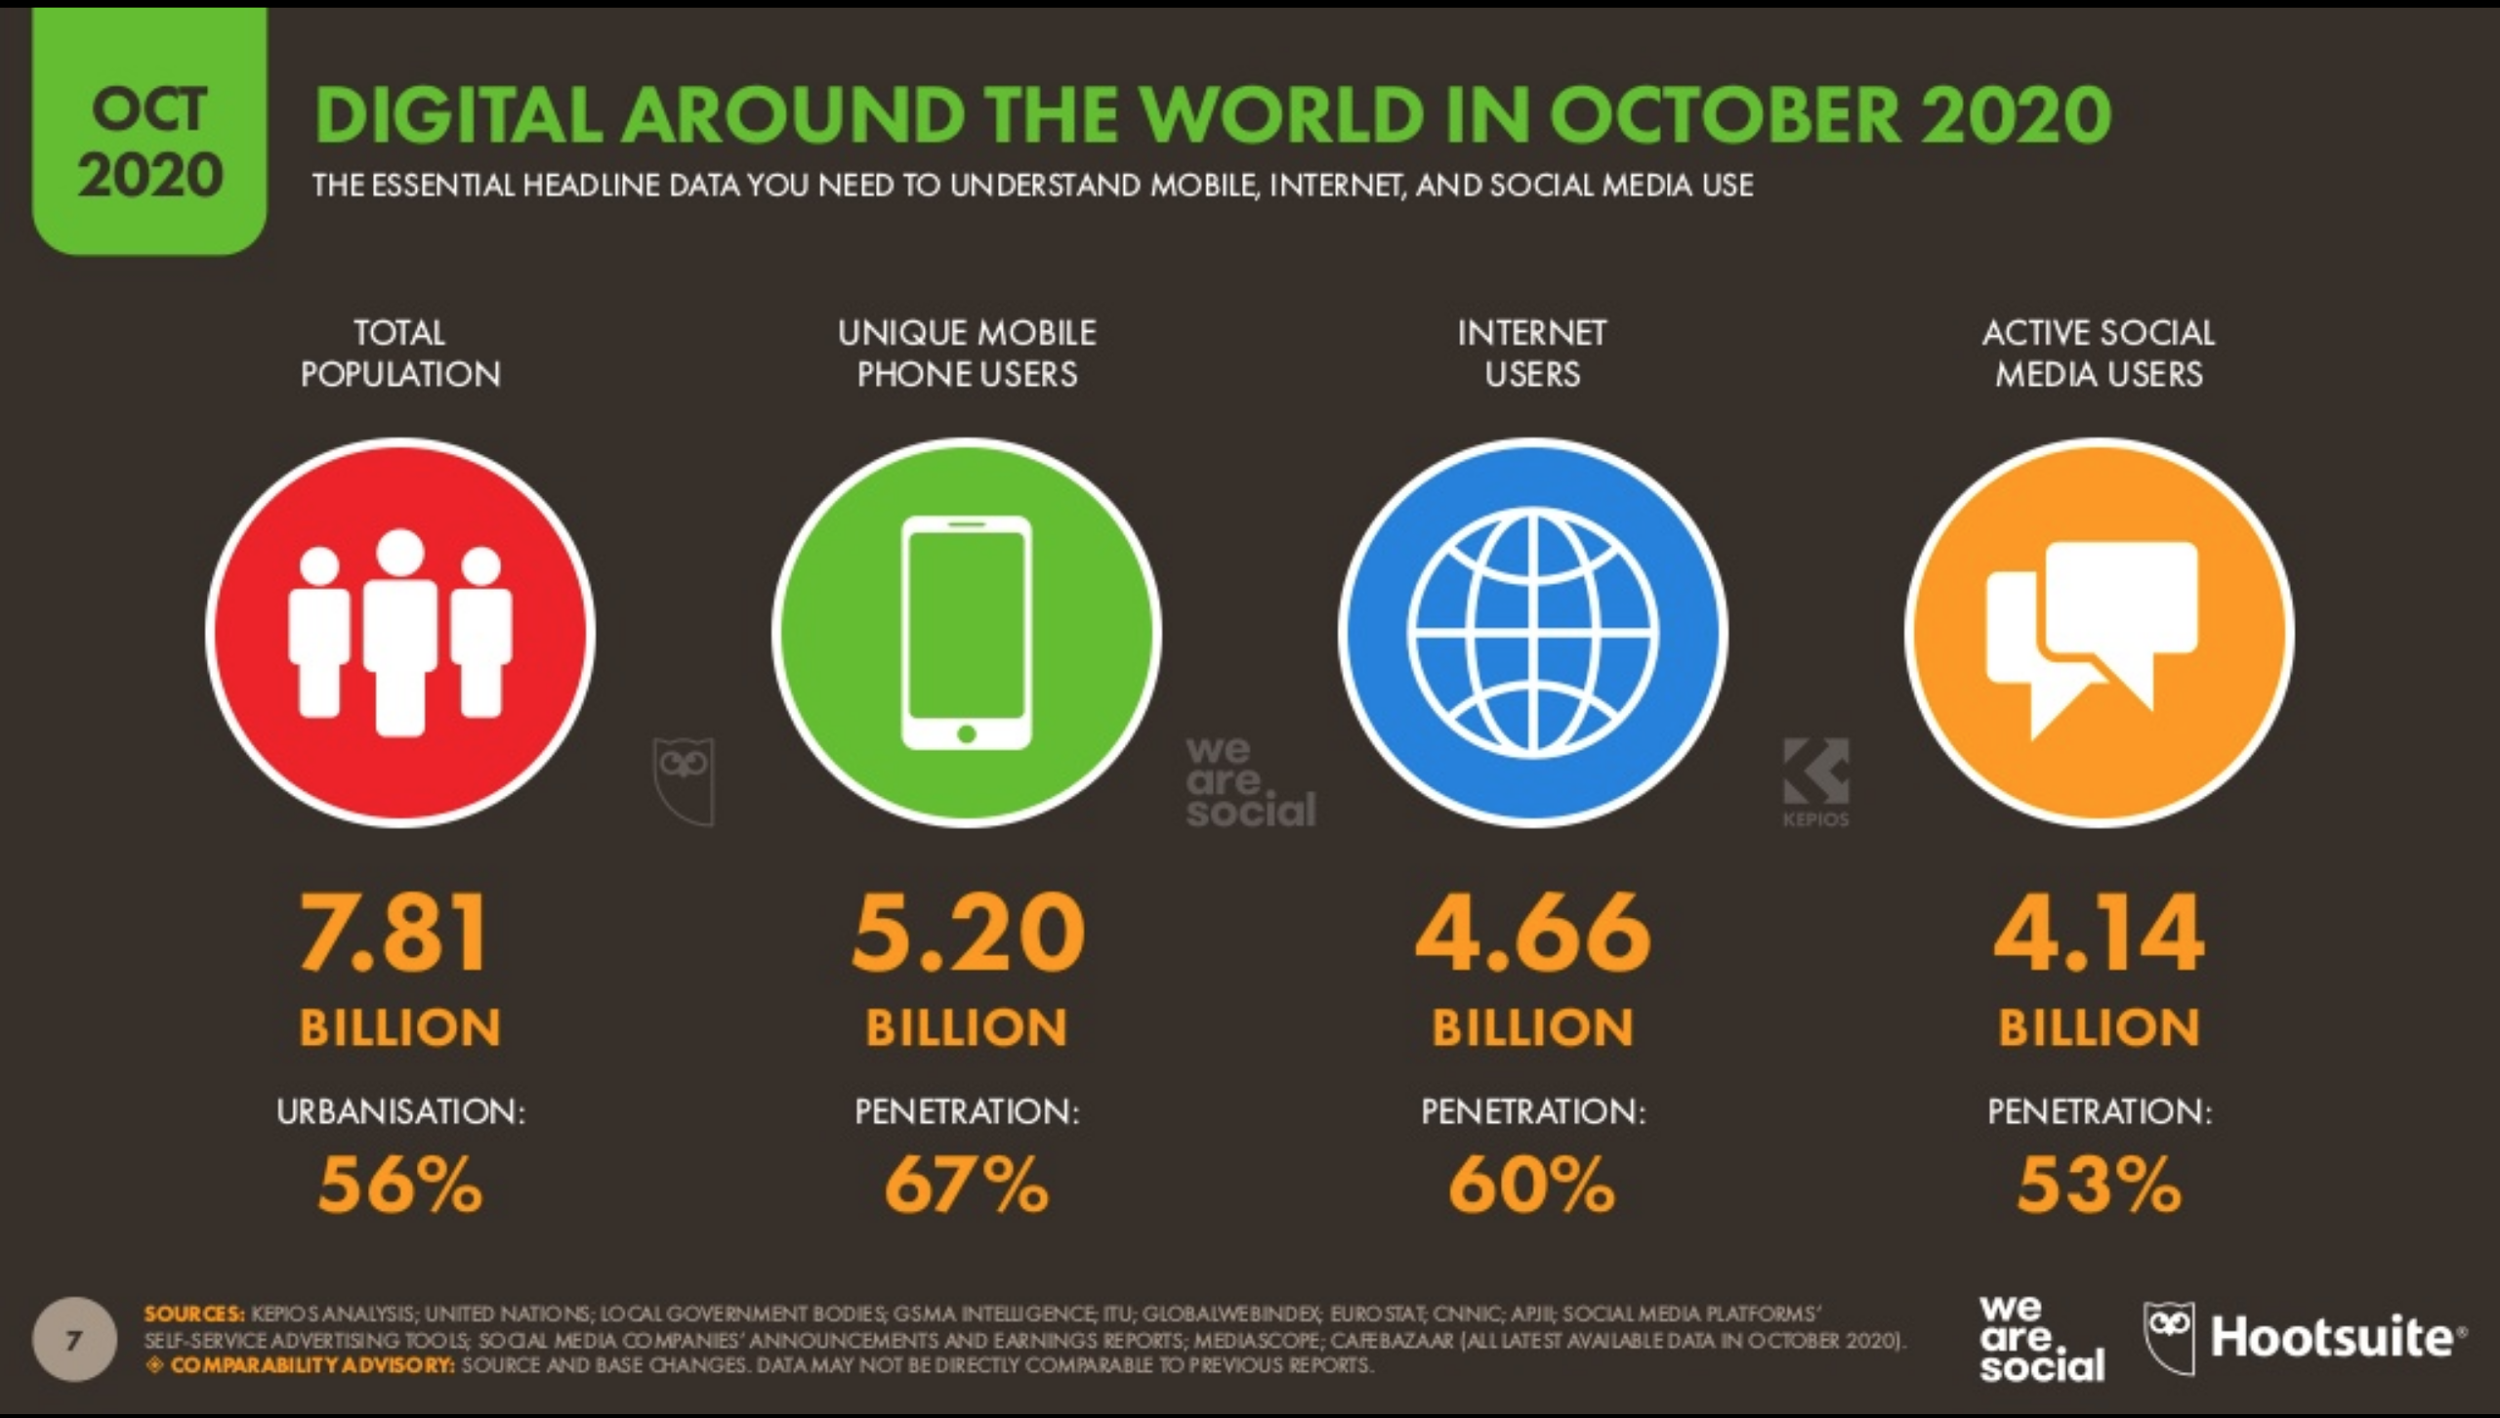 OCT
2020
DIGITAL AROUND THE WORLD IN OCTOBER 2020
THE ESSENTIAL HEADLINE DATA YOU NEED TO UNDERSTAND MOBILE, INTERNET, AND SOCIAL MEDIA USE
TOTAL
POPULATION
UNIQUE MOBILE
PHONE USERS
INTERNET
USERS
ACTIVE SOCIAL
MEDIA USERS
we
are
social
KEPIOS
7.81
BILLION
URBANISATION:
56%
5.20
BILLION
PENETRATION:
67%
4.66
BILLION
PENETRATION:
60%
4.14
BILLION
PENETRATION:
53%
7
SOURCES: KEPIOS ANALYSIS; UNITED NATIONS; LOCAL GOVERNMENT BODIES; GSMA INTELLIGENCE; ITU; GLOBALWEBINDEX; EUROSTAT; CNNIC; APJII; SOCIAL MEDIA PLATFORMS'
SELF-SERVICE ADVERTISING TOOLS; SOCIAL MEDIA COMPANIES' ANNOUNCEMENTS AND EARNINGS REPORTS; MEDIASCOPE; CAFEBAZAAR (ALL LATEST AVAILABLE DATA IN OCTOBER 2020).
COMPARABILITY ADVISORY: SOURCE AND BASE CHANGES. DATA MAY NOT BE DIRECTLY COMPARABLE TO PREVIOUS REPORTS.
we
are
social
Hootsuite®